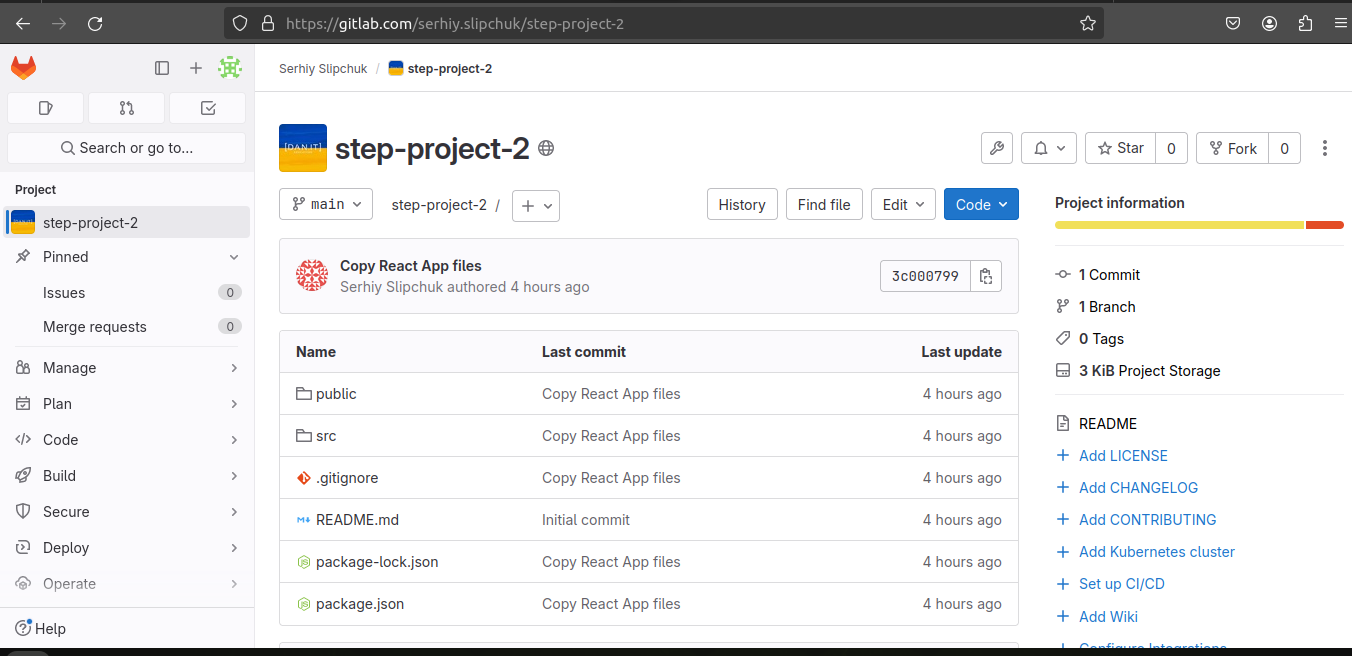 https://gitlab.com/serhiy.slipchuk/step-project-2
Search or go to...
Project
step-project-2
Pinned
Issues 0
Merge requests 0
Manage
Plan
Code
Build
Secure
Deploy
Operate
Help
Serhiy Slipchuk / step-project-2
[DAN.IT]
step-project-2
Star 0
Fork 0
main
step-project-2 /
History
Find file
Edit
Code
Copy React App files
Serhiy Slipchuk authored 4 hours ago
3c000799
Name Last commit Last update
public Copy React App files 4 hours ago
src Copy React App files 4 hours ago
.gitignore Copy React App files 4 hours ago
README.md Initial commit 4 hours ago
package-lock.json Copy React App files 4 hours ago
package.json Copy React App files 4 hours ago
Project information
1 Commit
1 Branch
0 Tags
3 KiB Project Storage
README
Add LICENSE
Add CHANGELOG
Add CONTRIBUTING
Add Kubernetes cluster
Set up CI/CD
Add Wiki
Configure Integrations